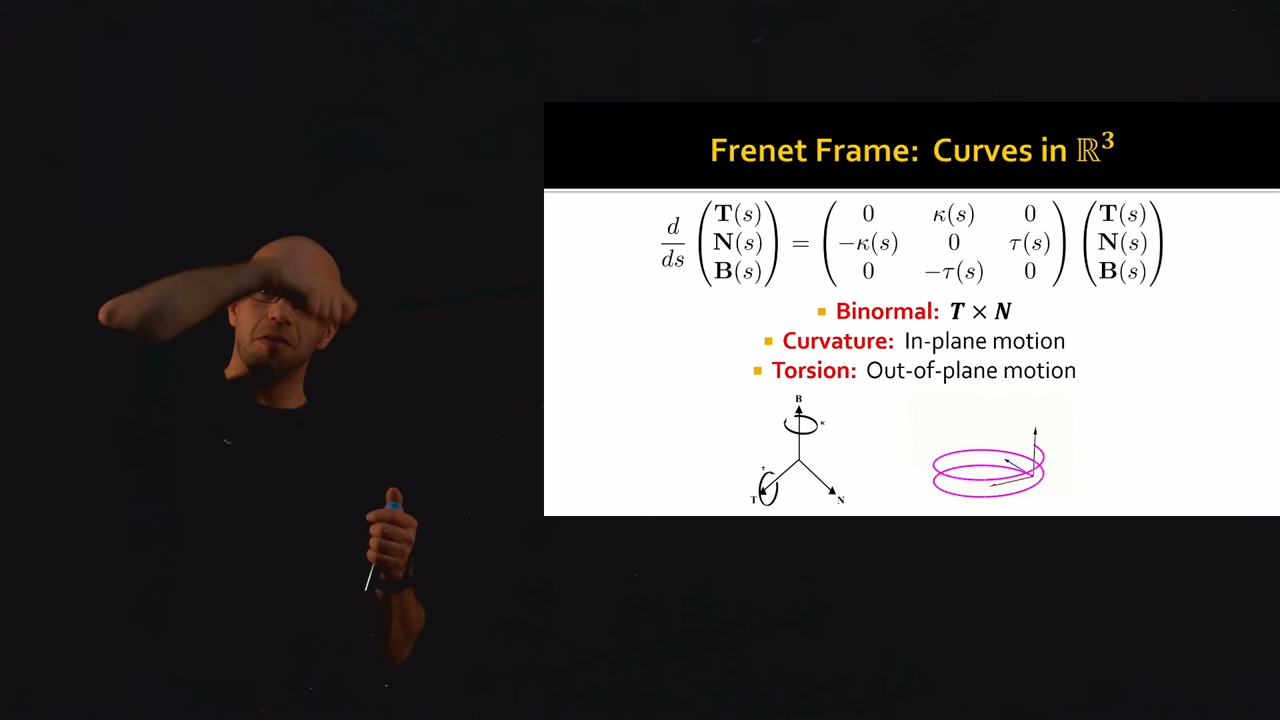 Frenet Frame: Curves in ℝ³
d/ds (T(s) N(s) B(s)) = (0 κ(s) 0; −κ(s) 0 τ(s); 0 −τ(s) 0) (T(s) N(s) B(s))
Binormal: T × N
Curvature: In-plane motion
Torsion: Out-of-plane motion
B
κ
τ
T
N